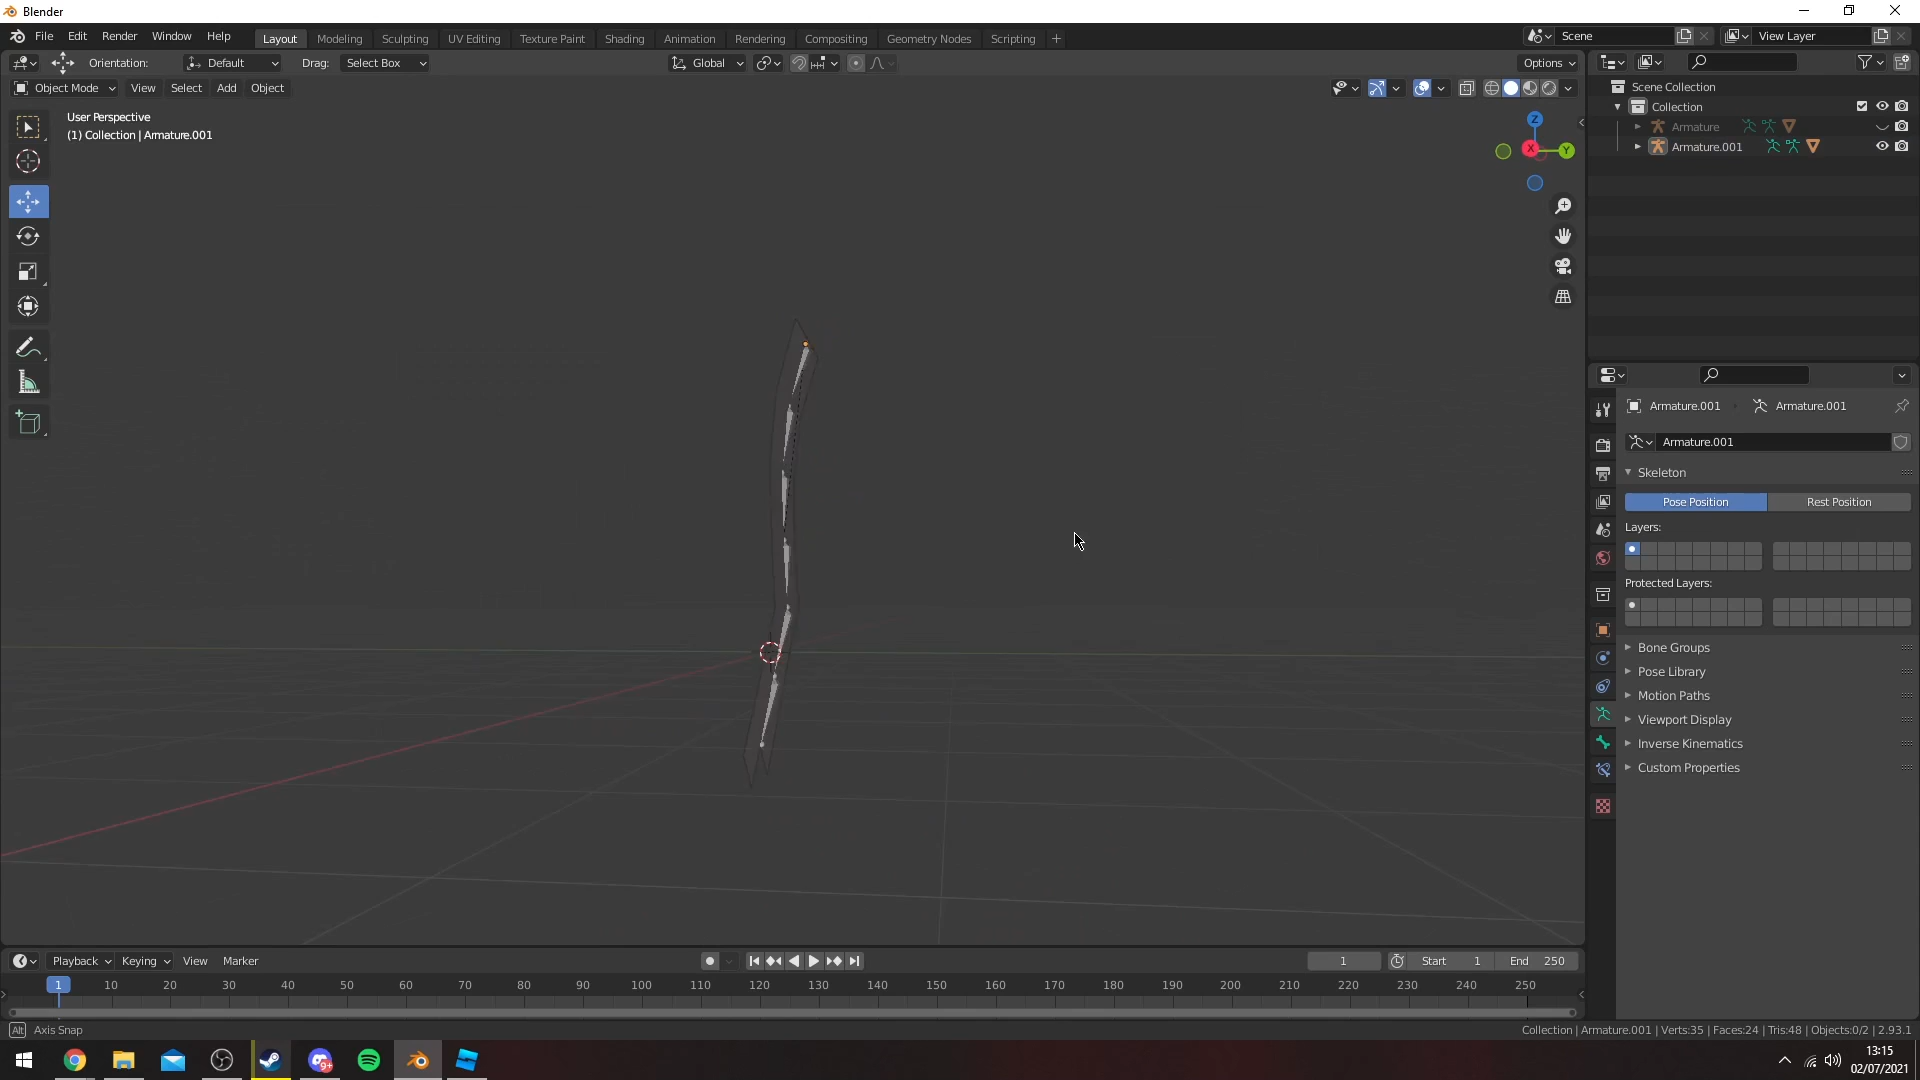 Blender
File Edit Render Window Help
Layout Modeling Sculpting UV Editing Texture Paint Shading Animation Rendering Compositing Geometry Nodes Scripting +
Scene
View Layer
Orientation: Default Drag: Select Box
Global
Options
Object Mode View Select Add Object
User Perspective
(1) Collection | Armature.001
Z
X
Y
Scene Collection
Collection
Armature
Armature.001
Armature.001 Armature.001
Armature.001
Skeleton
Pose Position Rest Position
Layers:
Protected Layers:
Bone Groups
Pose Library
Motion Paths
Viewport Display
Inverse Kinematics
Custom Properties
Playback Keying View Marker
1 Start 1 End 250
1 10 20 30 40 50 60 70 80 90 100 110 120 130 140 150 160 170 180 190 200 210 220 230 240 250
Alt Axis Snap
Collection | Armature.001 | Verts:35 | Faces:24 | Tris:48 | Objects:0/2 | 2.93.1
9+
13:15
02/07/2021